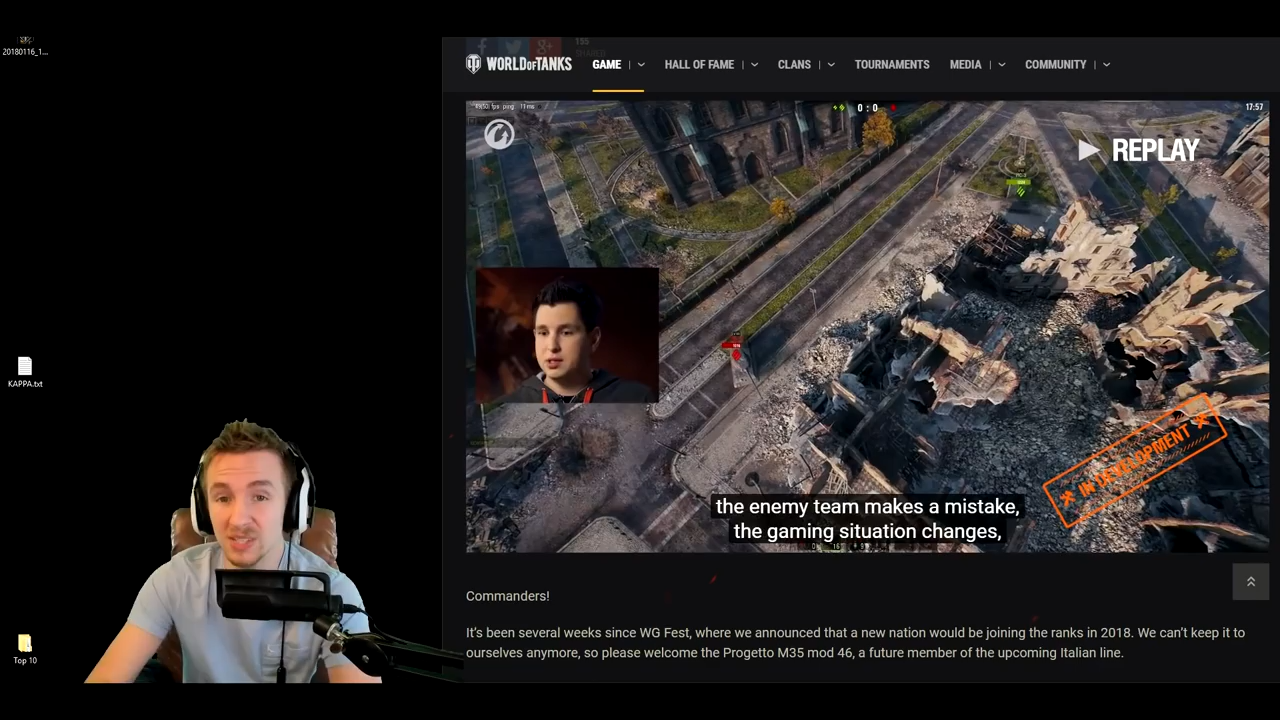 20180116_1...
155
SHARED
WORLD OF TANKS
GAME
HALL OF FAME
CLANS
TOURNAMENTS
MEDIA
COMMUNITY
0 : 0
17:57
REPLAY
KAPPA.txt
IN DEVELOPMENT
the enemy team makes a mistake,
the gaming situation changes,
Commanders!
It's been several weeks since WG Fest, where we announced that a new nation would be joining the ranks in 2018. We can't keep it to
ourselves anymore, so please welcome the Progetto M35 mod 46, a future member of the upcoming Italian line.
Top 10